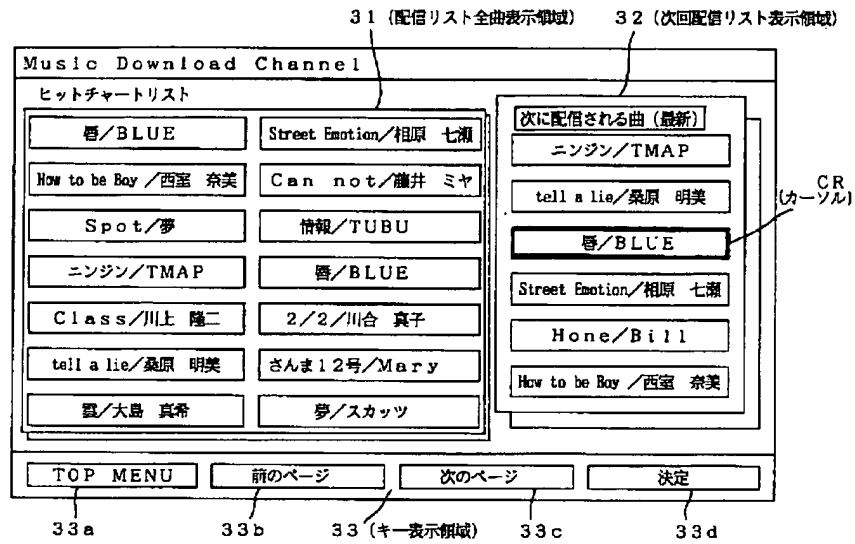 31 (配信リスト全曲表示領域) 32 (次回配信リスト表示領域)
Music Download Channel
ヒットチャートリスト
唇/BLUE
How to be Boy /西室 奈美
Spot/夢
ニンジン/TMAP
Class/川上 隆二
tell a lie/桑原 明美
雲/大島 真希
Street Emotion/相原 七瀬
Can not/藤井 ミヤ
情報/TUBU
唇/BLUE
2/2/川合 真子
さんま12号/Mary
夢/スカッツ
次に配信される曲 (最新)
ニンジン/TMAP
tell a lie/桑原 明美
唇/BLUE
Street Emotion/相原 七瀬
Hone/Bill
How to be Boy /西室 奈美
CR
(カーソル)
TOP MENU 前のページ 次のページ 決定
33a 33b 33 (キー表示領域) 33c 33d